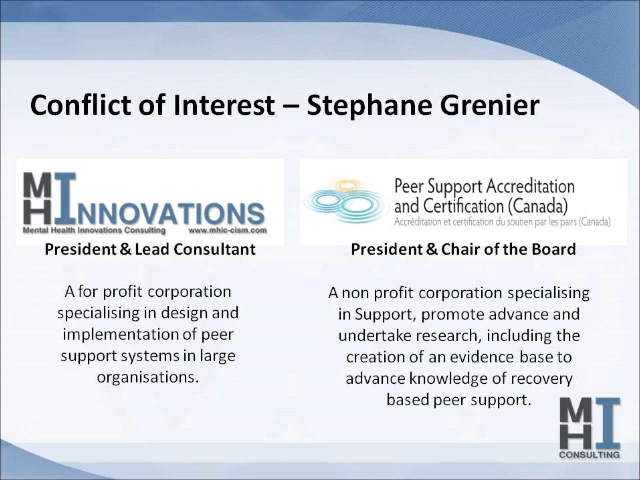 Conflict of Interest – Stephane Grenier
MHINNOVATIONS
Mental Health Innovations Consulting www.mhic-cism.com
President & Lead Consultant
A for profit corporation
specialising in design and
implementation of peer
support systems in large
organisations.
Peer Support Accreditation
and Certification (Canada)
Accréditation et certification du soutien par les pairs (Canada)
President & Chair of the Board
A non profit corporation specialising
in Support, promote advance and
undertake research, including the
creation of an evidence base to
advance knowledge of recovery
based peer support.
MHI
CONSULTING